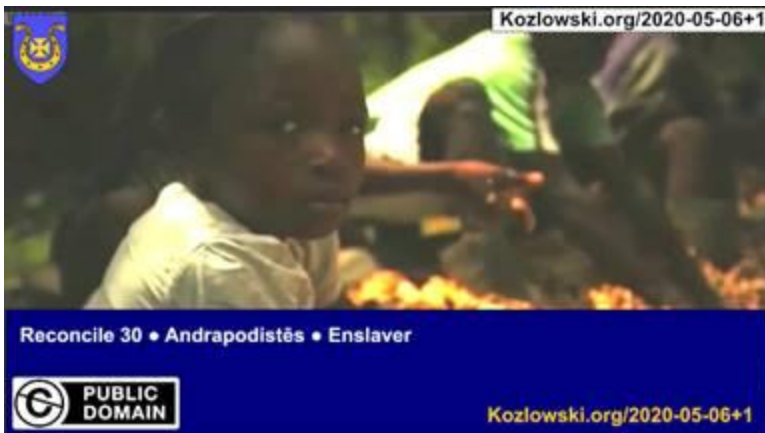 Kozlowski.org/2020-05-06+1
Reconcile 30 ● Andrapodistēs ● Enslaver
PUBLIC
DOMAIN
Kozlowski.org/2020-05-06+1